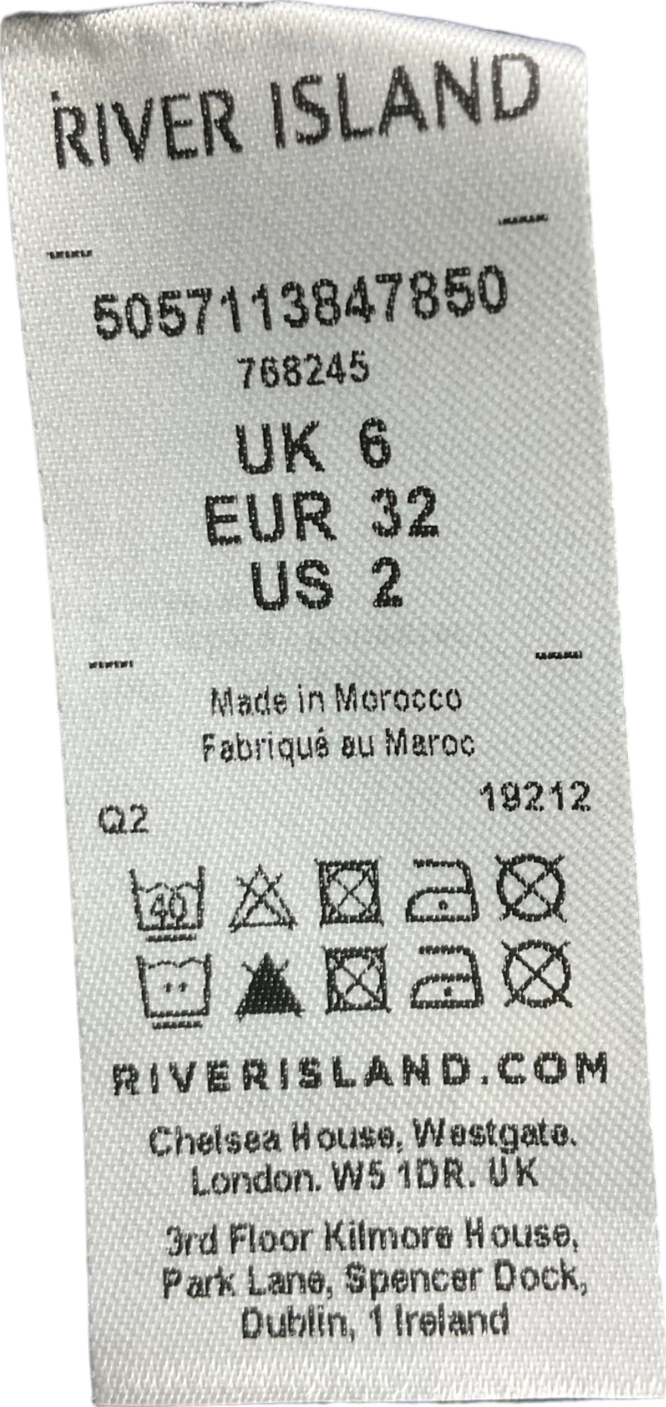 RIVER ISLAND
5057113847850
768245
UK 6
EUR 32
US 2
Made in Morocco
Fabriqué au Maroc
Q2 19212
40
RIVERISLAND.COM
Chelsea House, Westgate.
London. W5 1DR. UK
3rd Floor Kilmore House,
Park Lane, Spencer Dock,
Dublin, 1 Ireland